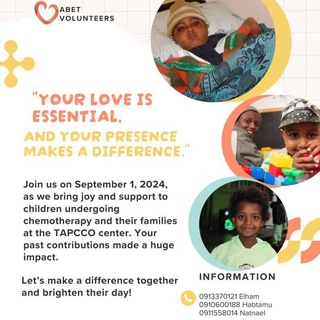 ABET
VOLUNTEERS
"YOUR LOVE IS
ESSENTIAL,
AND YOUR PRESENCE
MAKES A DIFFERENCE."
Join us on September 1, 2024,
as we bring joy and support to
children undergoing
chemotherapy and their families
at the TAPCCO center. Your
past contributions made a huge
impact.
Let's make a difference together
and brighten their day!
INFORMATION
0913370121 Elham
0910600188 Habtamu
0911558014 Natnael